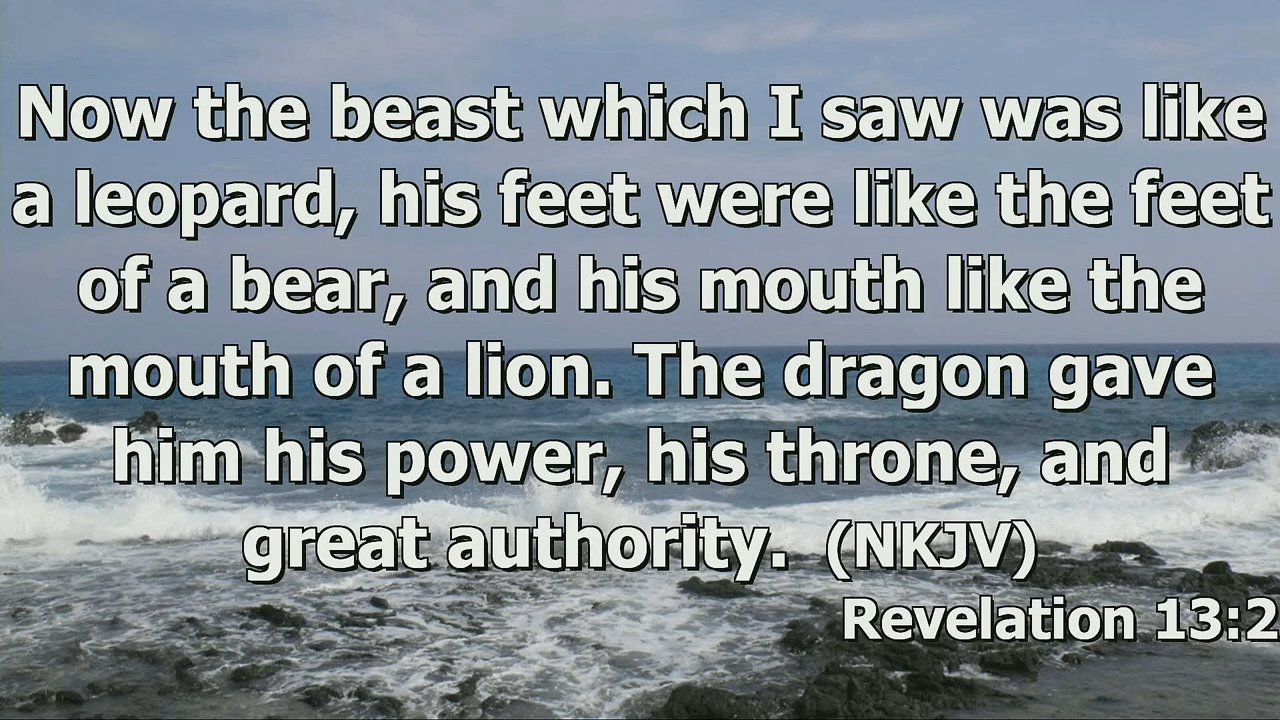 Now the beast which I saw was like
a leopard, his feet were like the feet
of a bear, and his mouth like the
mouth of a lion. The dragon gave
him his power, his throne, and
great authority. (NKJV)
Revelation 13:2